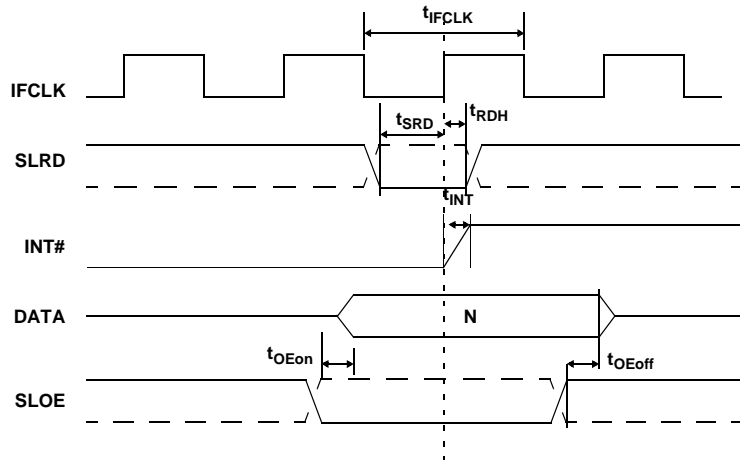 tIFCLK
IFCLK
tSRD
tRDH
SLRD
tINT
INT#
DATA
N
tOEon
tOEoff
SLOE